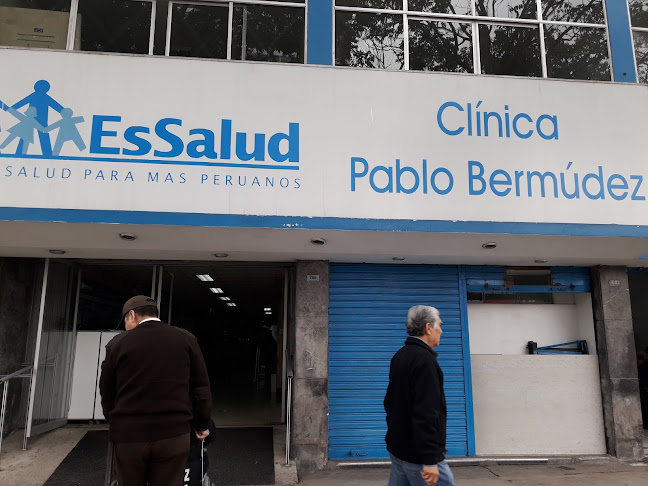 EsSalud
SALUD PARA MAS PERUANOS
Clínica
Pablo Bermúdez